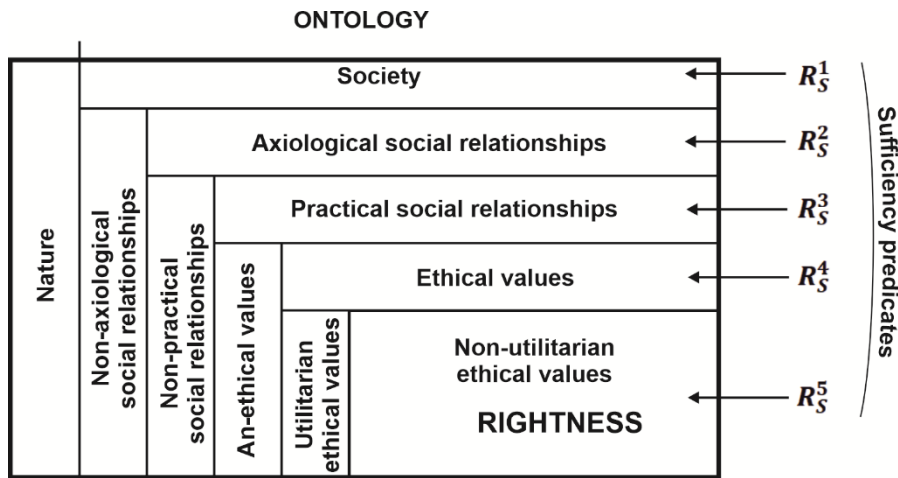 ONTOLOGY
Society
Axiological social relationships
Practical social relationships
Ethical values
Non-utilitarian
ethical values
RIGHTNESS
Nature
Non-axiological
social relationships
Non-practical
social relationships
An-ethical values
Utilitarian
ethical values
R_S^1
R_S^2
R_S^3
R_S^4
R_S^5
Sufficiency predicates